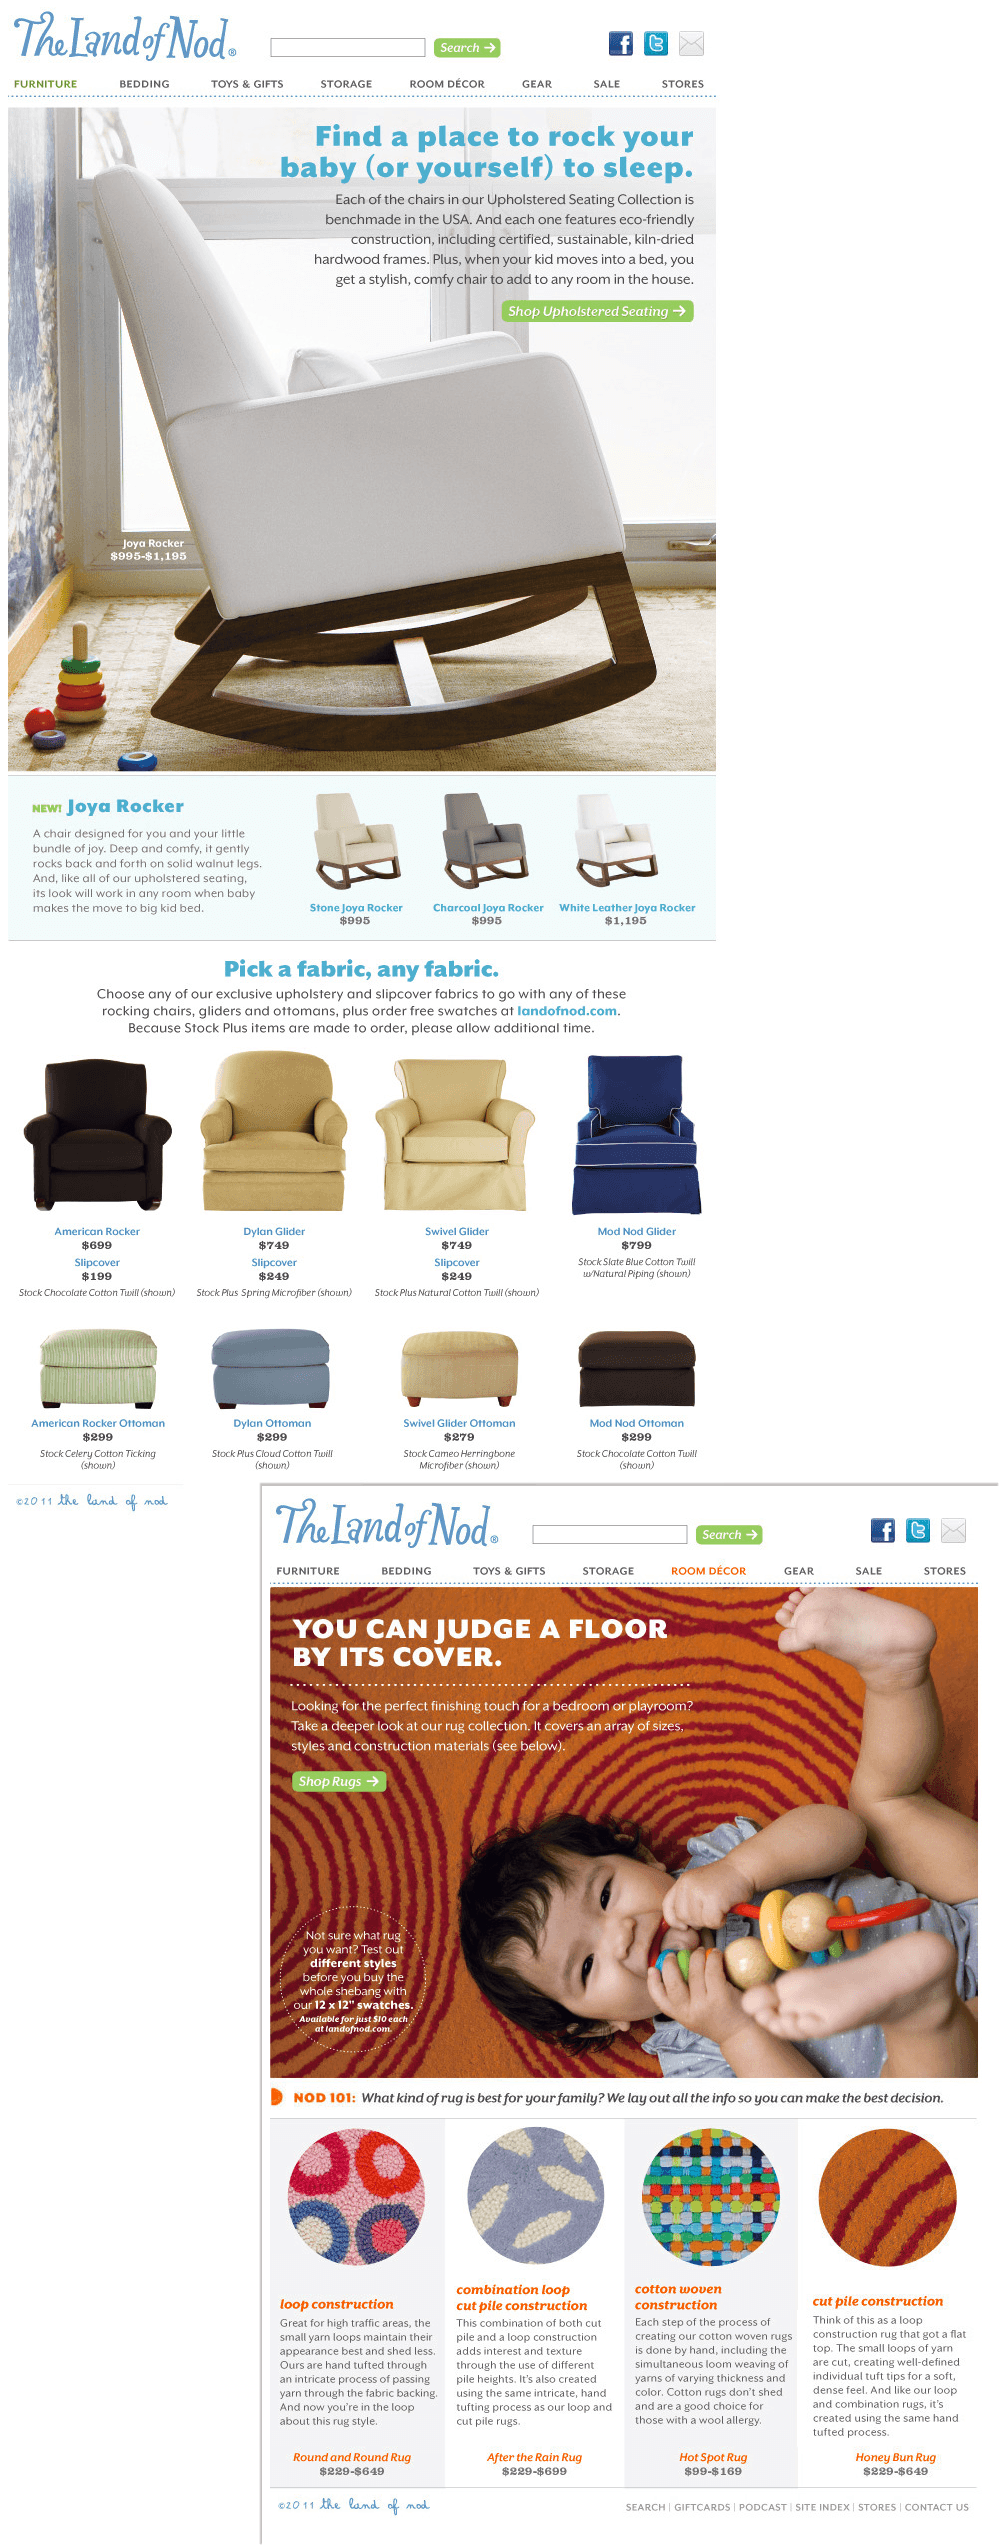 The Land of Nod®
Search →
FURNITURE BEDDING TOYS & GIFTS STORAGE ROOM DÉCOR GEAR SALE STORES
Find a place to rock your
baby (or yourself) to sleep.
Each of the chairs in our Upholstered Seating Collection is
benchmade in the USA. And each one features eco-friendly
construction, including certified, sustainable, kiln-dried
hardwood frames. Plus, when your kid moves into a bed, you
get a stylish, comfy chair to add to any room in the house.
Shop Upholstered Seating →
Joya Rocker
$995-$1,195
NEW! Joya Rocker
A chair designed for you and your little
bundle of joy. Deep and comfy, it gently
rocks back and forth on solid walnut legs.
And, like all of our upholstered seating,
its look will work in any room when baby
makes the move to big kid bed.
Stone Joya Rocker
$995
Charcoal Joya Rocker
$995
White Leather Joya Rocker
$1,195
Pick a fabric, any fabric.
Choose any of our exclusive upholstery and slipcover fabrics to go with any of these
rocking chairs, gliders and ottomans, plus order free swatches at landofnod.com.
Because Stock Plus items are made to order, please allow additional time.
American Rocker
$699
Slipcover
$199
Stock Chocolate Cotton Twill (shown)
Dylan Glider
$749
Slipcover
$249
Stock Plus Spring Microfiber (shown)
Swivel Glider
$749
Slipcover
$249
Stock Plus Natural Cotton Twill (shown)
Mod Nod Glider
$799
Stock Slate Blue Cotton Twill
w/Natural Piping (shown)
American Rocker Ottoman
$299
Stock Celery Cotton Ticking
(shown)
Dylan Ottoman
$299
Stock Plus Cloud Cotton Twill
(shown)
Swivel Glider Ottoman
$279
Stock Cameo Herringbone
Microfiber (shown)
Mod Nod Ottoman
$299
Stock Chocolate Cotton Twill
(shown)
©2011 the land of nod
The Land of Nod®
Search →
FURNITURE BEDDING TOYS & GIFTS STORAGE ROOM DÉCOR GEAR SALE STORES
YOU CAN JUDGE A FLOOR
BY ITS COVER.
Looking for the perfect finishing touch for a bedroom or playroom?
Take a deeper look at our rug collection. It covers an array of sizes,
styles and construction materials (see below).
Shop Rugs →
Not sure what rug
you want? Test out
different styles
before you buy the
whole shebang with
our 12 x 12" swatches.
Available for just $10 each
at landofnod.com.
NOD 101: What kind of rug is best for your family? We lay out all the info so you can make the best decision.
loop construction
Great for high traffic areas, the
small yarn loops maintain their
appearance best and shed less.
Ours are hand tufted through
an intricate process of passing
yarn through the fabric backing.
And now you're in the loop
about this rug style.
Round and Round Rug
$229-$649
combination loop
cut pile construction
This combination of both cut
pile and a loop construction
adds interest and texture
through the use of different
pile heights. It's also created
using the same intricate, hand
tufting process as our loop and
cut pile rugs.
After the Rain Rug
$229-$699
cotton woven
construction
Each step of the process of
creating our cotton woven rugs
is done by hand, including the
simultaneous loom weaving of
yarns of varying thickness and
color. Cotton rugs don't shed
and are a good choice for
those with a wool allergy.
Hot Spot Rug
$99-$169
cut pile construction
Think of this as a loop
construction rug that got a flat
top. The small loops of yarn
are cut, creating well-defined
individual tuft tips for a soft,
dense feel. And like our loop
and combination rugs, it's
created using the same hand
tufted process.
Honey Bun Rug
$229-$649
©2011 the land of nod
SEARCH | GIFTCARDS | PODCAST | SITE INDEX | STORES | CONTACT US